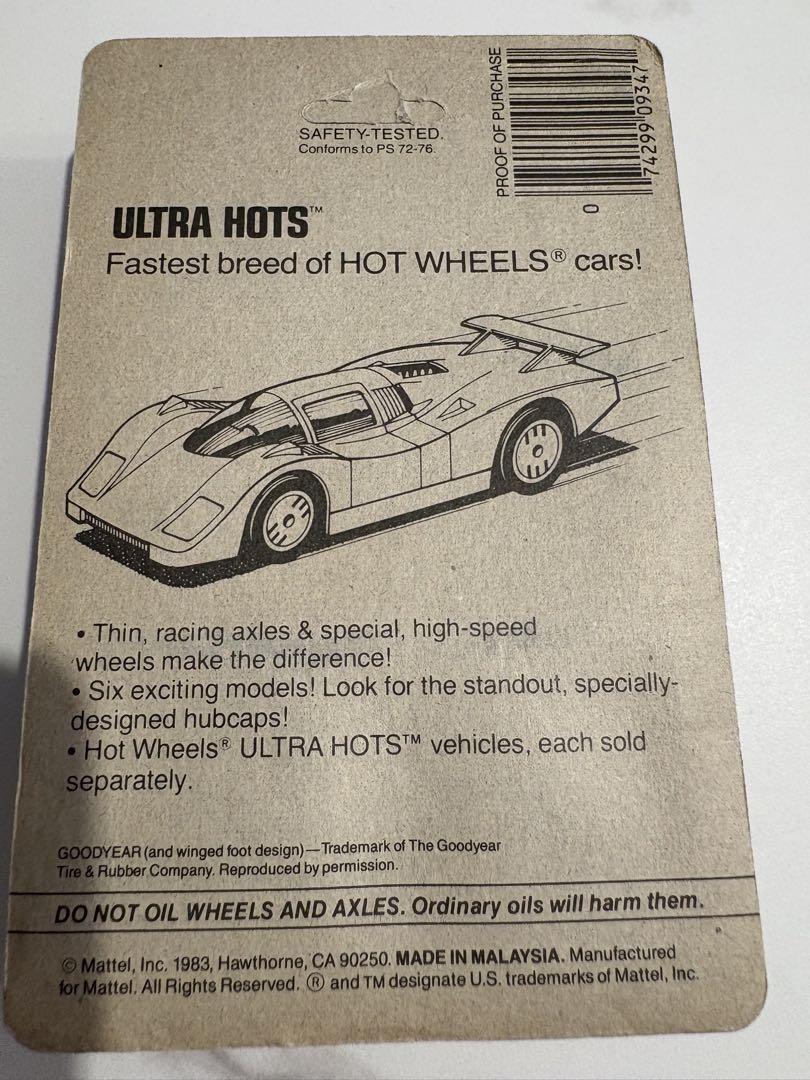 SAFETY-TESTED.
Conforms to PS 72-76.
PROOF OF PURCHASE
74299 09347
0
ULTRA HOTS™
Fastest breed of HOT WHEELS® cars!
• Thin, racing axles & special, high-speed
wheels make the difference!
• Six exciting models! Look for the standout, specially-
designed hubcaps!
• Hot Wheels® ULTRA HOTS™ vehicles, each sold
separately.
GOODYEAR (and winged foot design)—Trademark of The Goodyear
Tire & Rubber Company. Reproduced by permission.
DO NOT OIL WHEELS AND AXLES. Ordinary oils will harm them.
© Mattel, Inc. 1983, Hawthorne, CA 90250. MADE IN MALAYSIA. Manufactured
for Mattel. All Rights Reserved. ® and TM designate U.S. trademarks of Mattel, Inc.